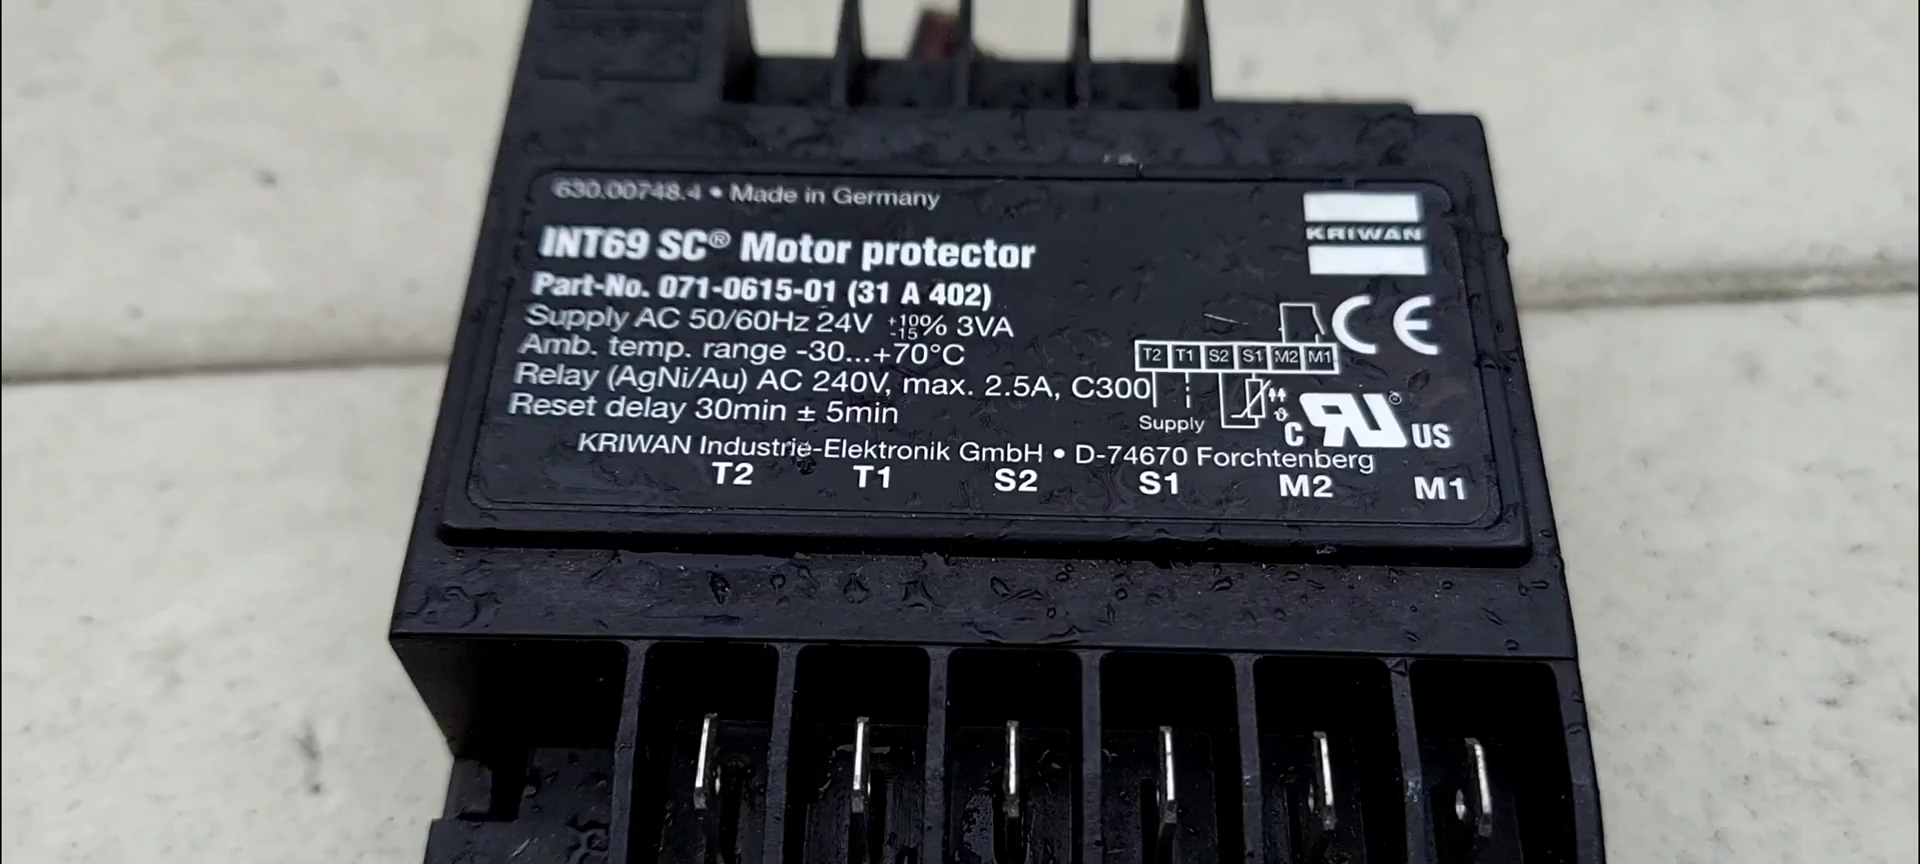 630.00748.4 • Made in Germany
KRIWAN
INT69 SC® Motor protector
Part-No. 071-0615-01 (31 A 402)
Supply AC 50/60Hz 24V +10 -15% 3VA
Amb. temp. range -30...+70°C
Relay (AgNi/Au) AC 240V, max. 2.5A, C300
Reset delay 30min ± 5min
CE
T2 T1 S2 S1 M2 M1
Supply
ϑ
C RU ® US
KRIWAN Industrie-Elektronik GmbH • D-74670 Forchtenberg
T2 T1 S2 S1 M2 M1